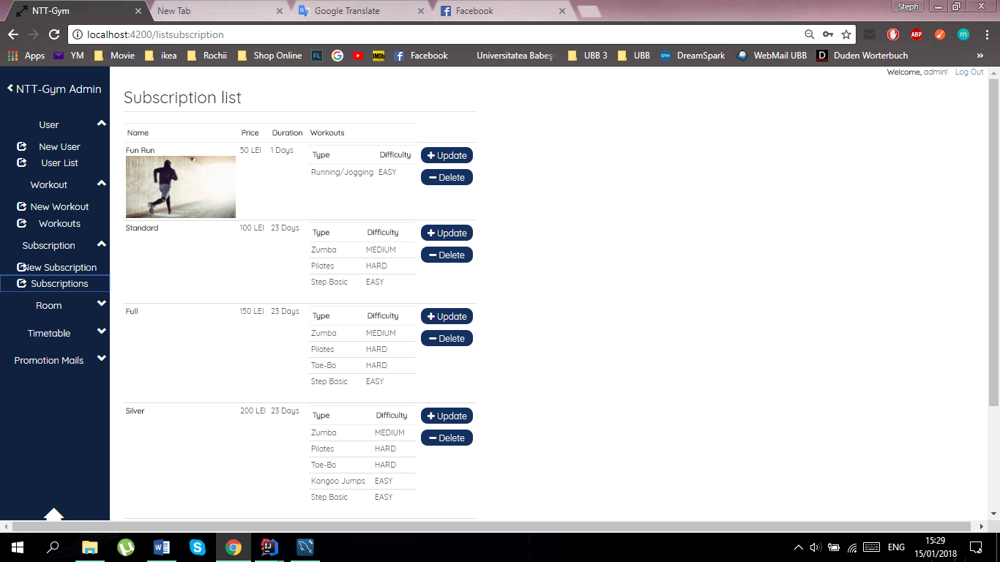 NTT-Gym
New Tab
Google Translate
Facebook
Steph
localhost:4200/listsubscription
Apps YM Movie ikea Rochii Shop Online FL IMDb Facebook Universitatea Babeş- UBB 3 UBB DreamSpark WebMail UBB Duden Worterbuch »
Welcome, admin! Log Out
NTT-Gym Admin
User
New User
User List
Workout
New Workout
Workouts
Subscription
New Subscription
Subscriptions
Room
Timetable
Promotion Mails
Subscription list
Name Price Duration Workouts
Fun Run 50 LEI 1 Days
Type Difficulty
Running/Jogging EASY
Update
Delete
Standard 100 LEI 23 Days
Type Difficulty
Zumba MEDIUM
Pilates HARD
Step Basic EASY
Update
Delete
Full 150 LEI 23 Days
Type Difficulty
Zumba MEDIUM
Pilates HARD
Tae-Bo HARD
Step Basic EASY
Update
Delete
Silver 200 LEI 23 Days
Type Difficulty
Zumba MEDIUM
Pilates HARD
Tae-Bo HARD
Kangoo Jumps EASY
Step Basic EASY
Update
Delete
ENG
15:29
15/01/2018